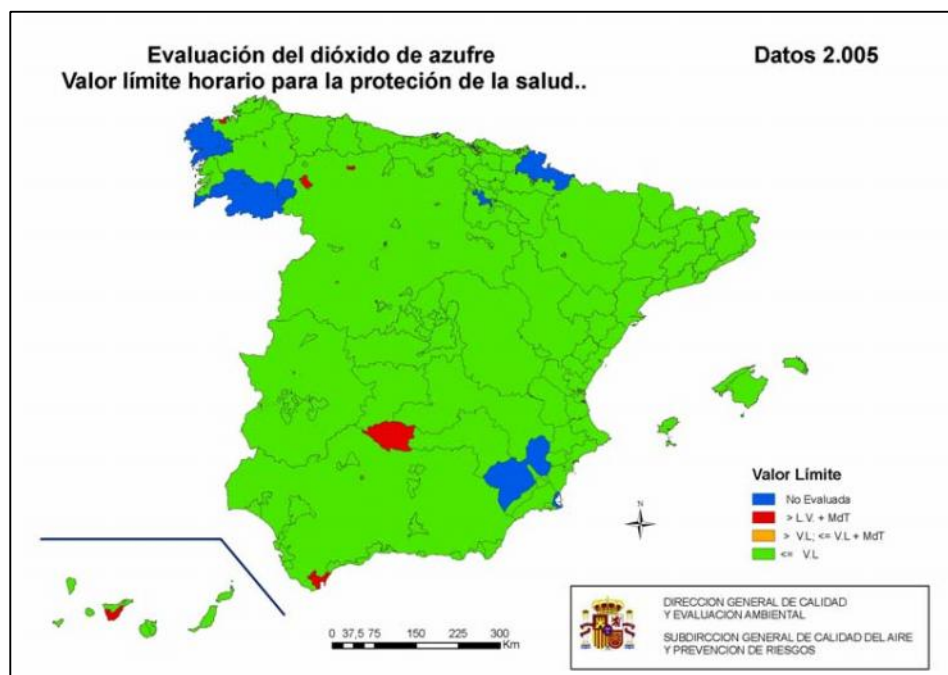 Evaluación del dióxido de azufre
Valor límite horario para la proteción de la salud..
Datos 2.005
Valor Límite
No Evaluada
> L.V. + MdT
> V.L; <= V.L + MdT
<= V.L
N
0 37,5 75 150 225 300
Km
DIRECCION GENERAL DE CALIDAD
Y EVALUACION AMBIENTAL
SUBDIRCCION GENERAL DE CALIDAD DEL AIRE
Y PREVENCION DE RIESGOS